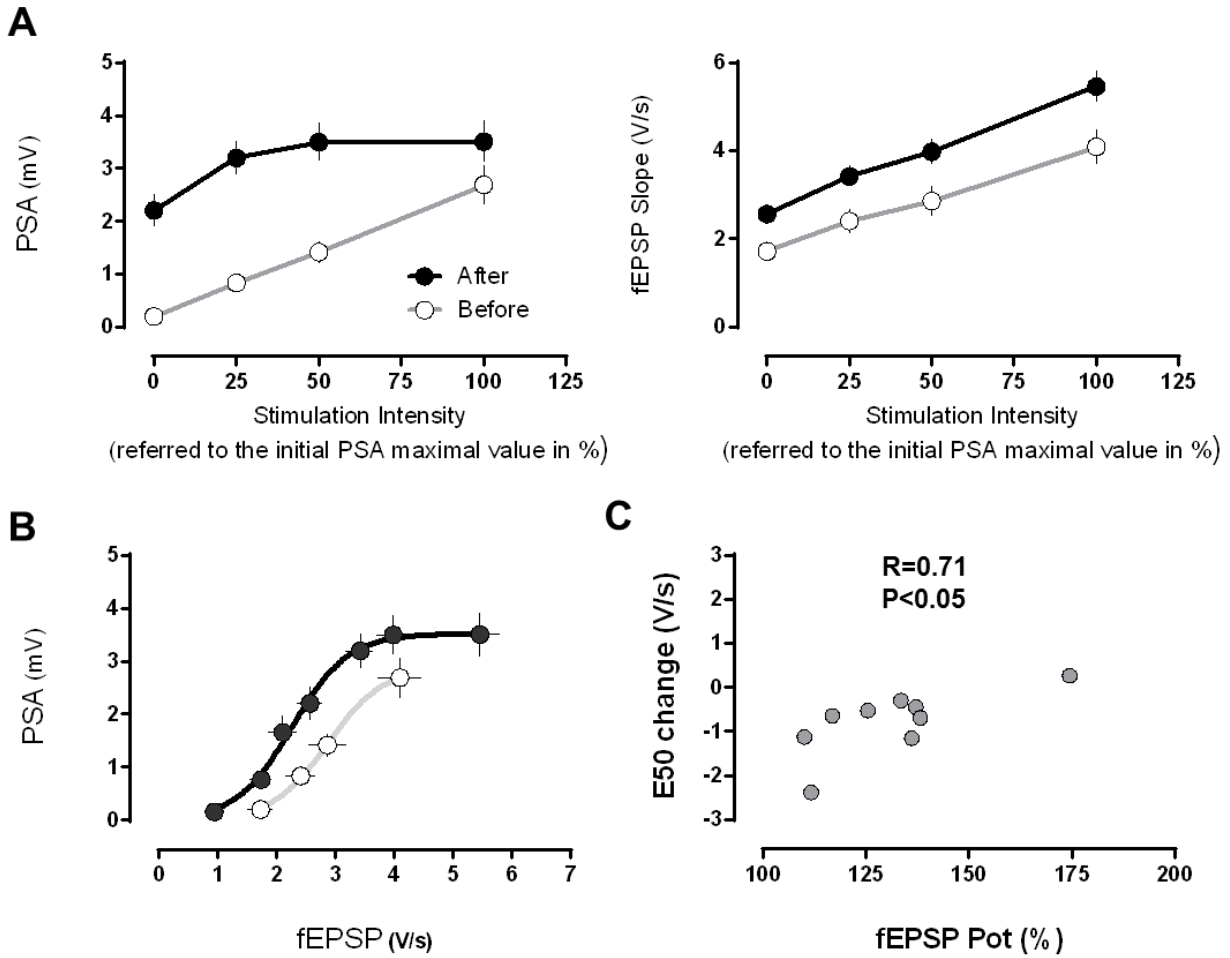 A
PSA (mV)
5
4
3
2
1
0
After
Before
0 25 50 75 100 125
Stimulation Intensity
(referred to the initial PSA maximal value in %)
fEPSP Slope (V/s)
6
4
2
0
0 25 50 75 100 125
Stimulation Intensity
(referred to the initial PSA maximal value in %)
B
PSA (mV)
5
4
3
2
1
0
0 1 2 3 4 5 6 7
fEPSP (V/s)
C
E50 change (V/s)
3
2
1
0
-1
-2
-3
R=0.71
P<0.05
100 125 150 175 200
fEPSP Pot (%)